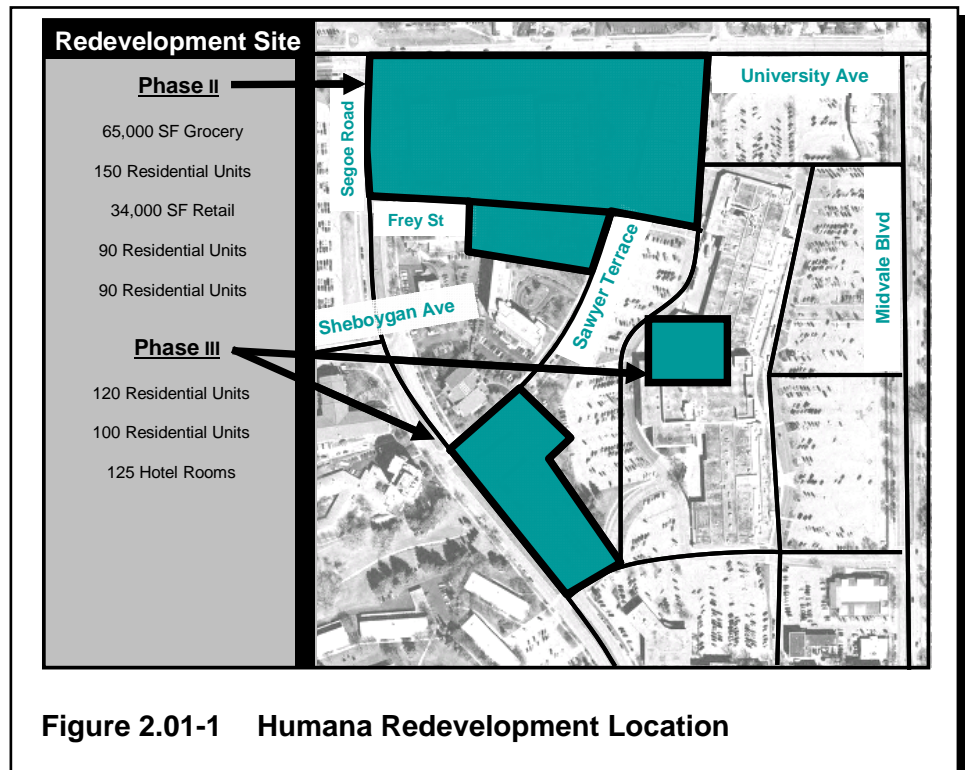 Redevelopment Site
Phase II
65,000 SF Grocery
150 Residential Units
34,000 SF Retail
90 Residential Units
90 Residential Units
Phase III
120 Residential Units
100 Residential Units
125 Hotel Rooms
University Ave
Segoe Road
Frey St
Sawyer Terrace
Midvale Blvd
Sheboygan Ave
Figure 2.01-1 Humana Redevelopment Location